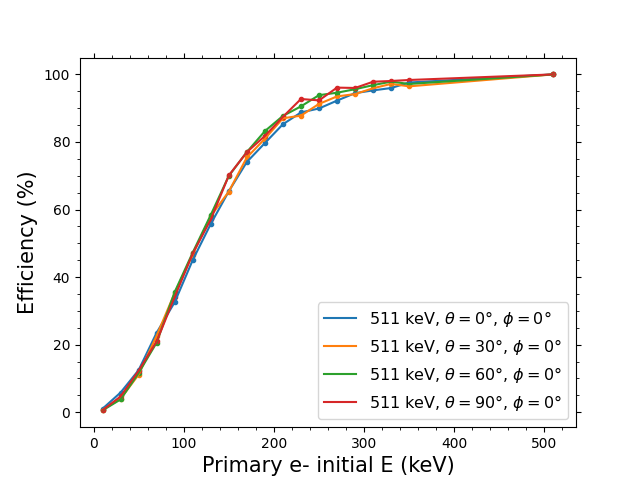 100
80
60
40
20
0
Efficiency (%)
511 keV, θ = 0°, ϕ = 0°
511 keV, θ = 30°, ϕ = 0°
511 keV, θ = 60°, ϕ = 0°
511 keV, θ = 90°, ϕ = 0°
0 100 200 300 400 500
Primary e- initial E (keV)